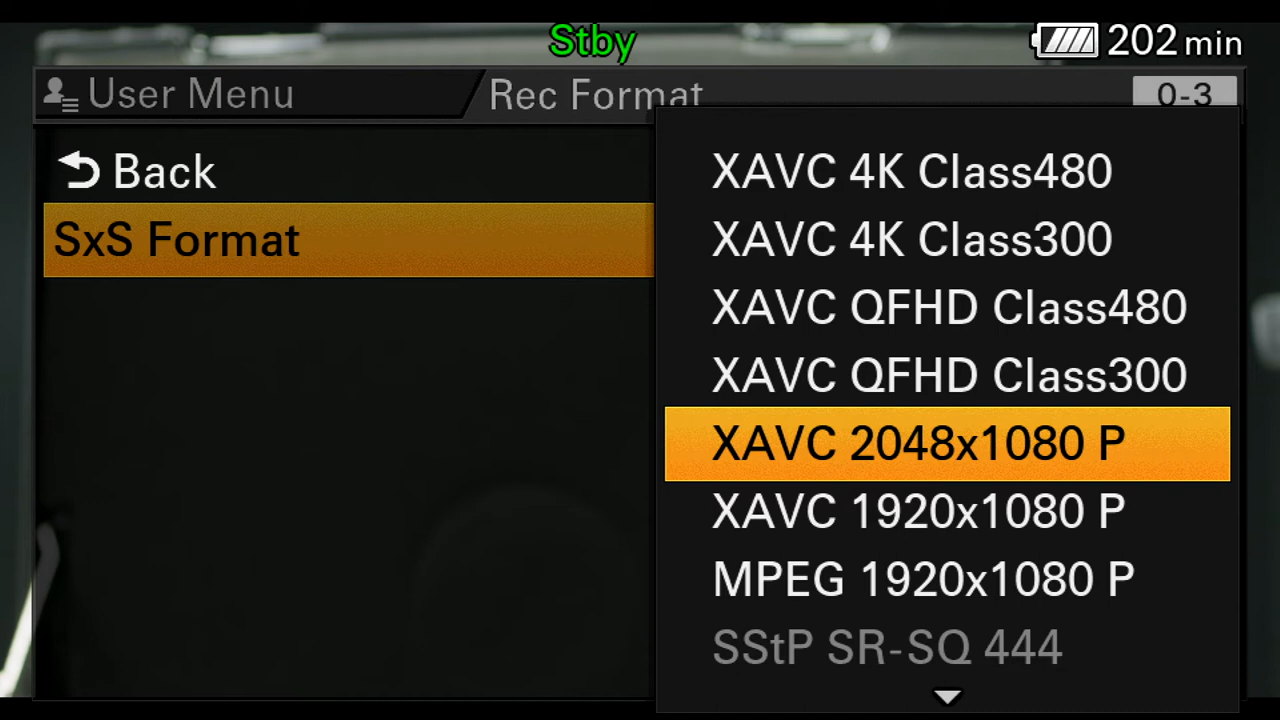 Stby
202 min
User Menu
Rec Format
0-3
Back
SxS Format
XAVC 4K Class480
XAVC 4K Class300
XAVC QFHD Class480
XAVC QFHD Class300
XAVC 2048x1080 P
XAVC 1920x1080 P
MPEG 1920x1080 P
SStP SR-SQ 444